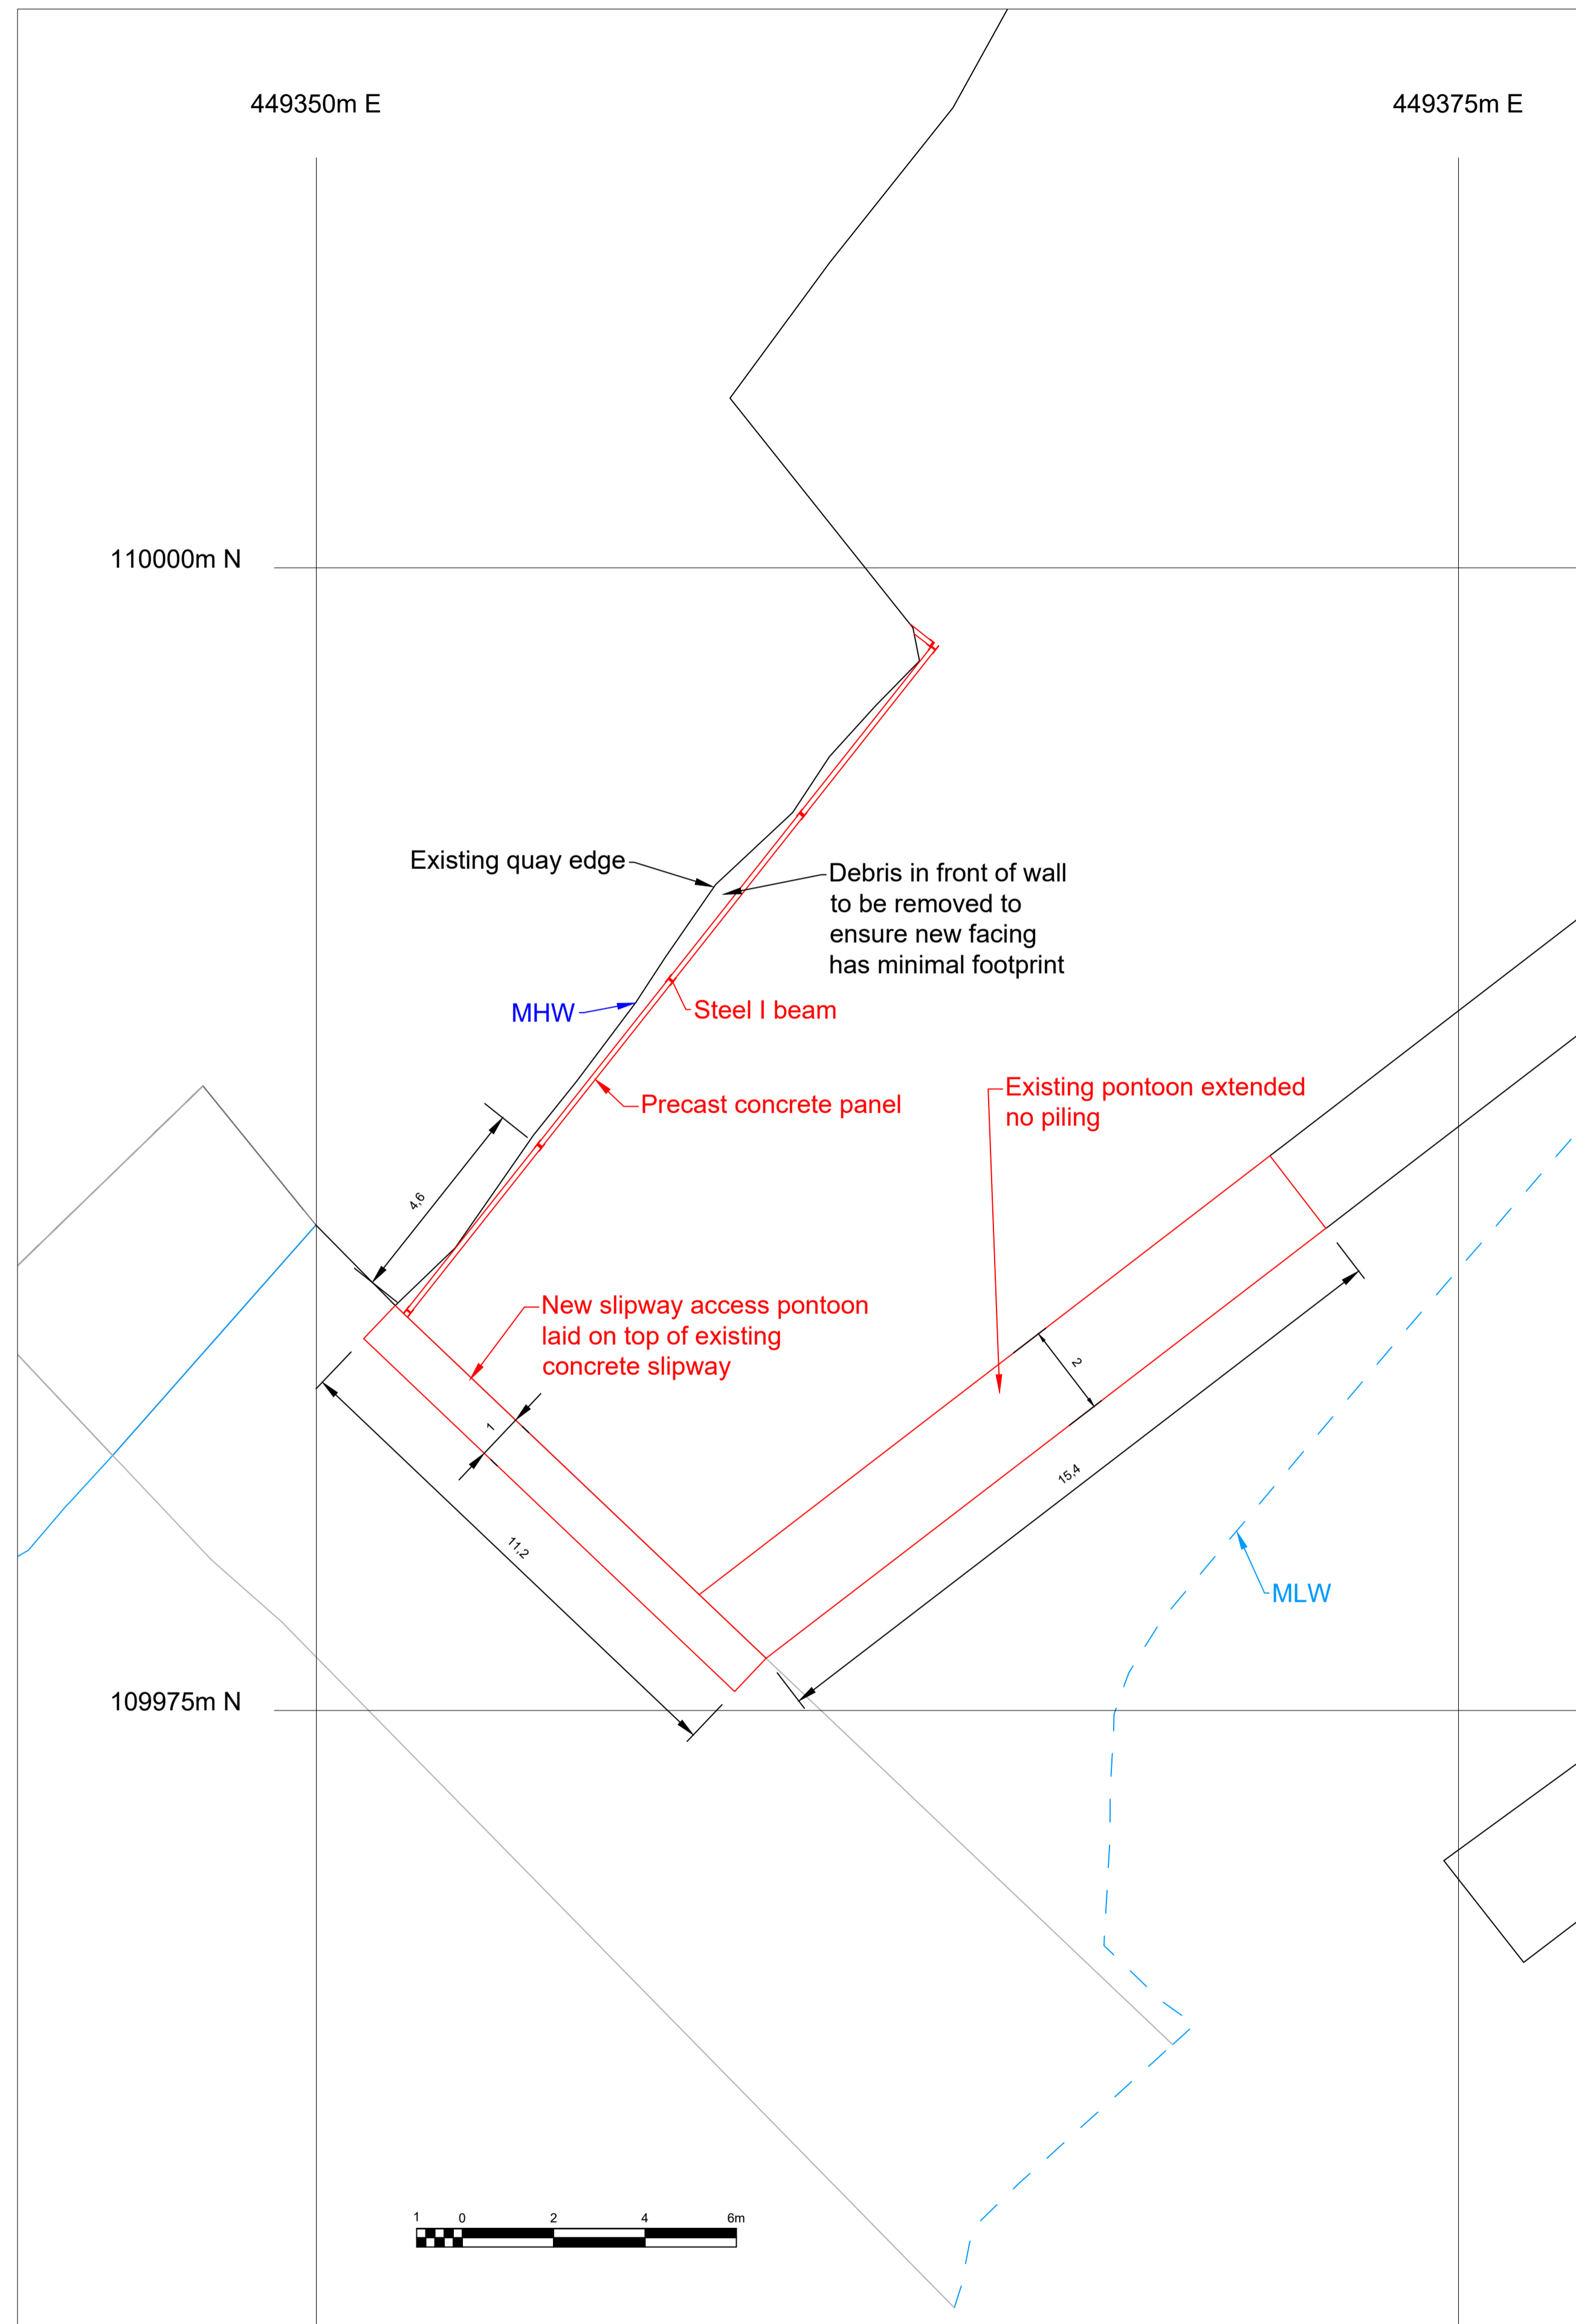 449350m E
449375m E
110000m N
Existing quay edge
Debris in front of wall
to be removed to
ensure new facing
has minimal footprint
MHW
Steel I beam
Precast concrete panel
Existing pontoon extended
no piling
4,6
New slipway access pontoon
laid on top of existing
concrete slipway
2
1
15,4
11,2
MLW
109975m N
1 0 2 4 6m